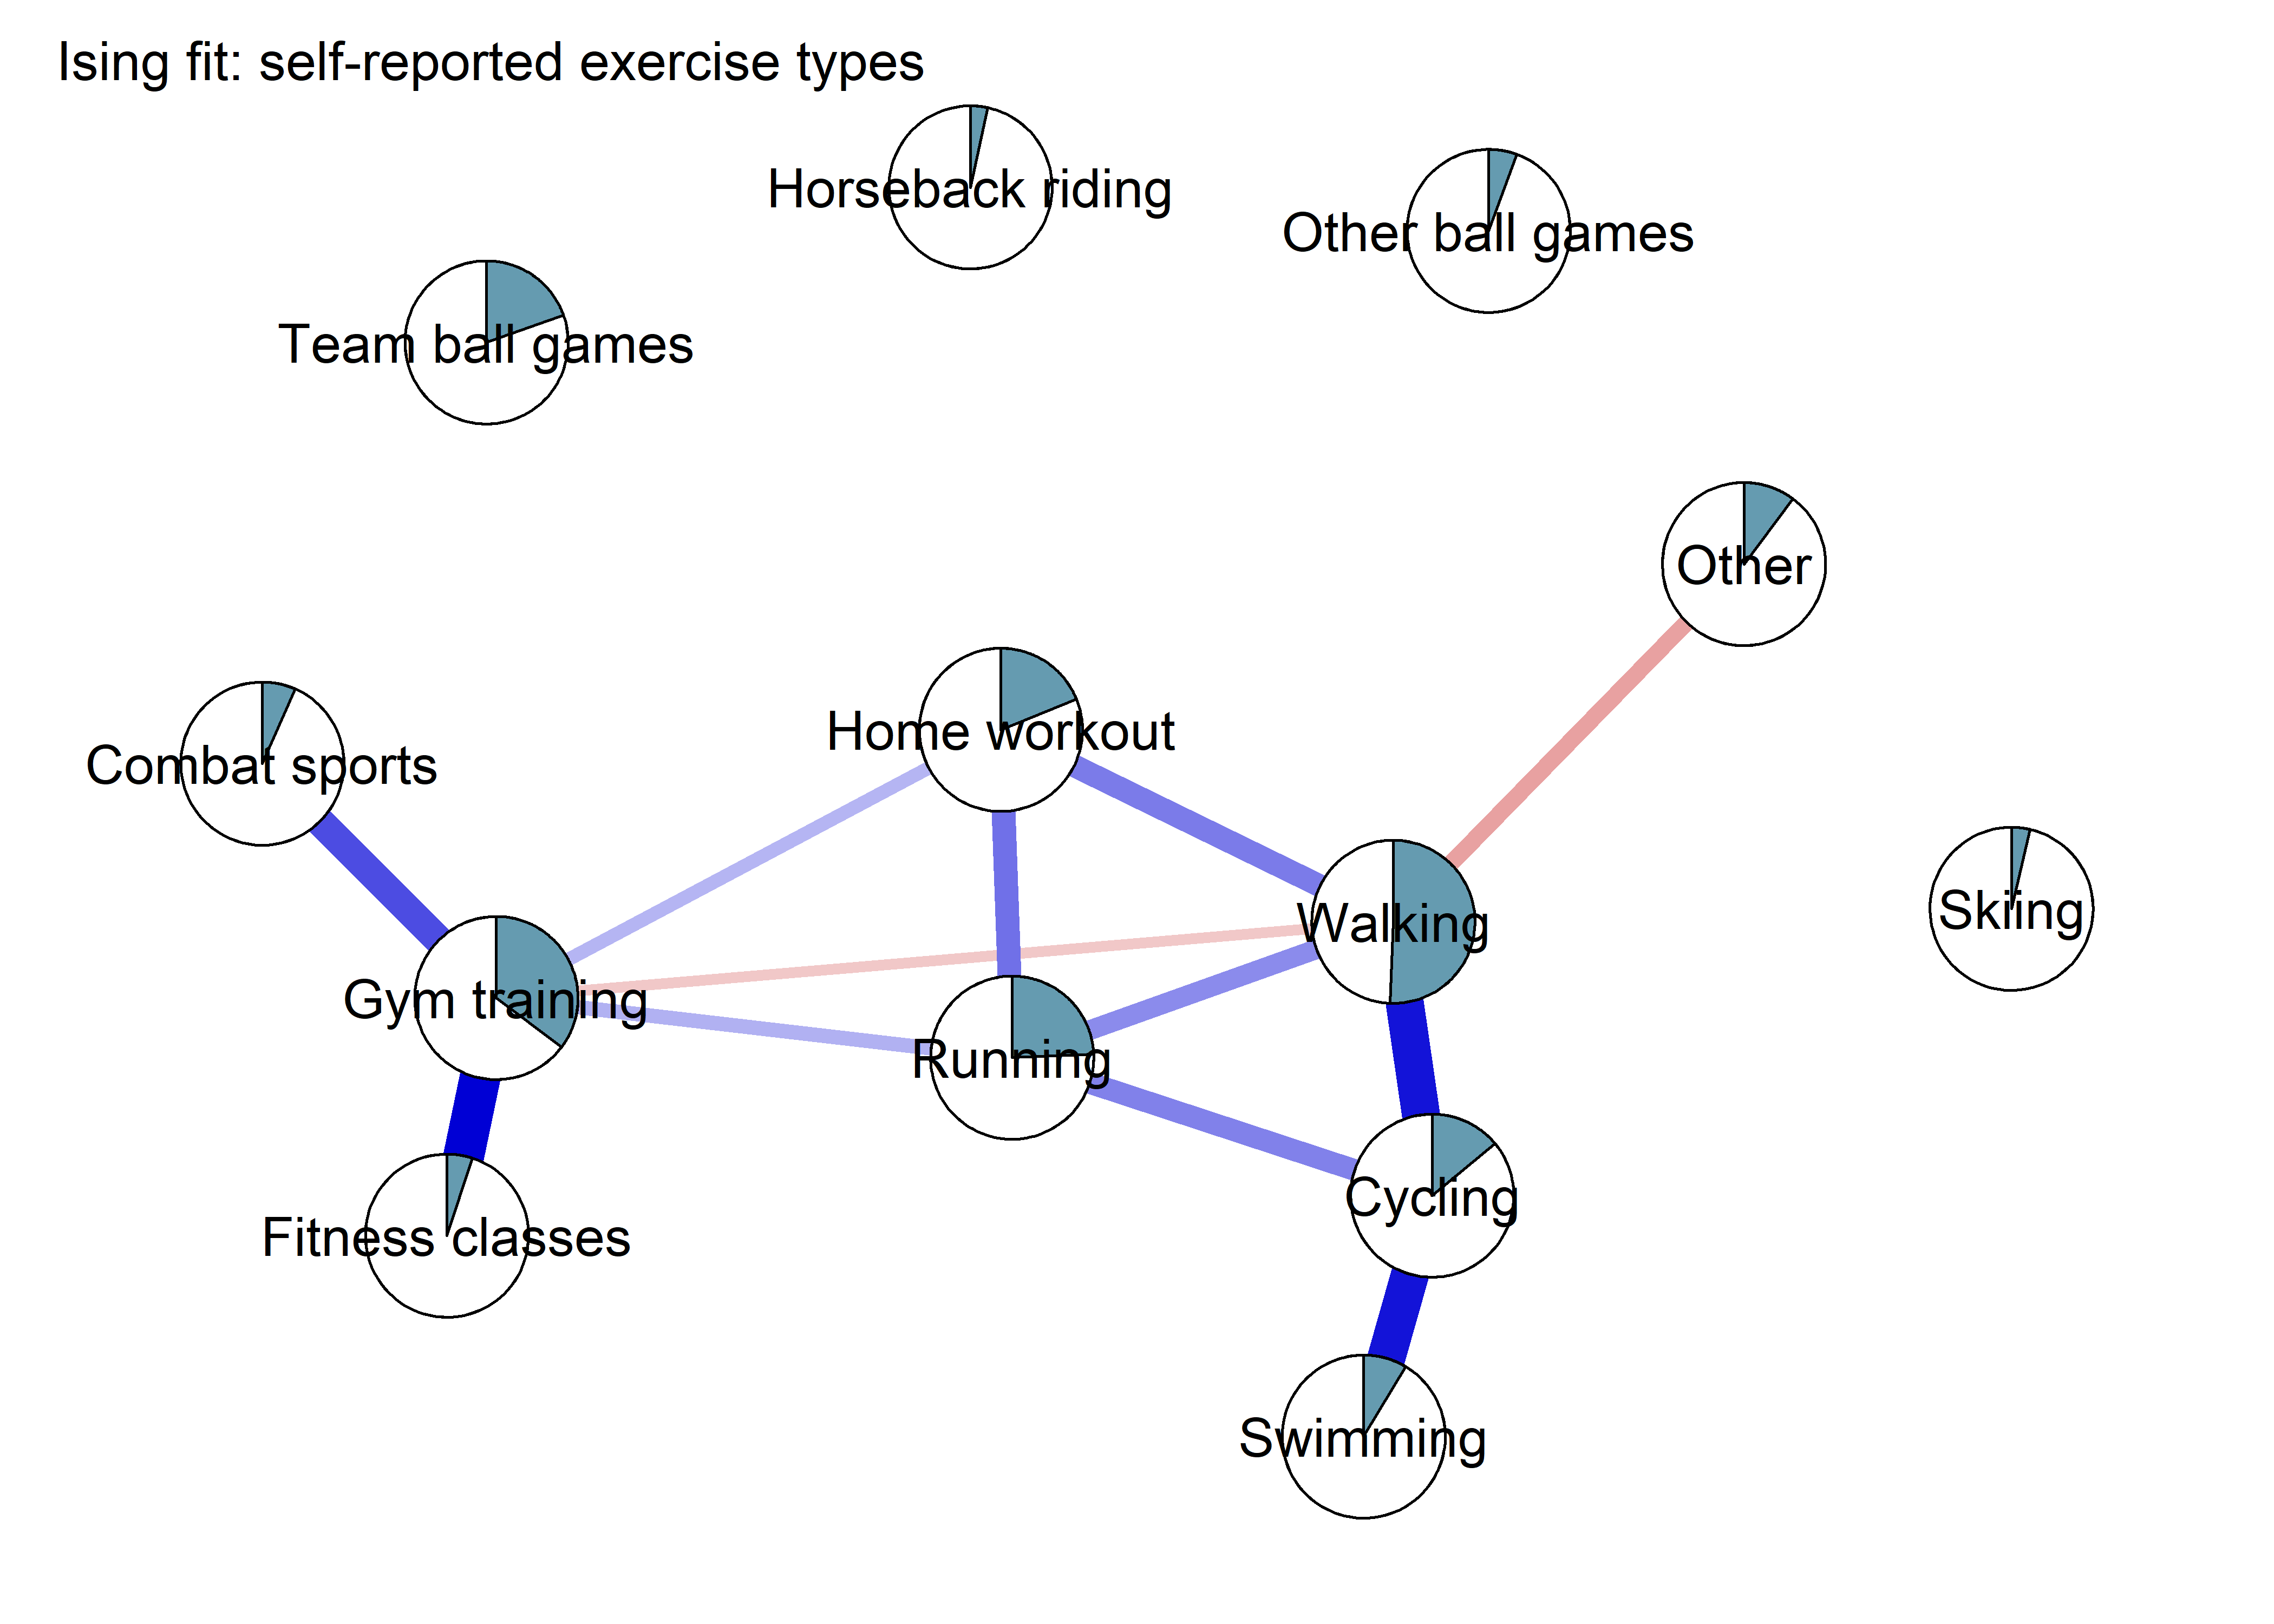 Ising fit: self-reported exercise types
Horseback riding
Other ball games
Team ball games
Other
Home workout
Combat sports
Walking
Skiing
Gym training
Running
Cycling
Fitness classes
Swimming